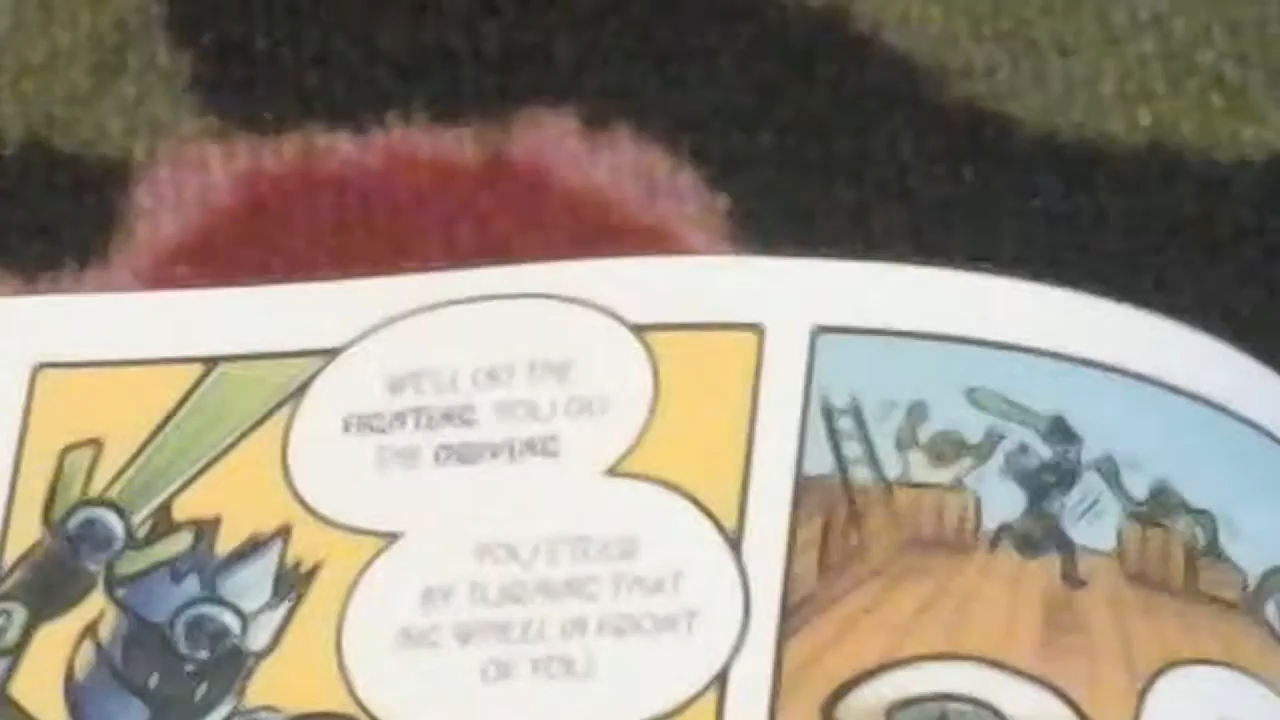 WE'LL DO THE
FIGHTING, YOU DO
THE DRIVING
YOU STEER
BY TURNING THAT
BIG WHEEL IN FRONT
OF YOU!